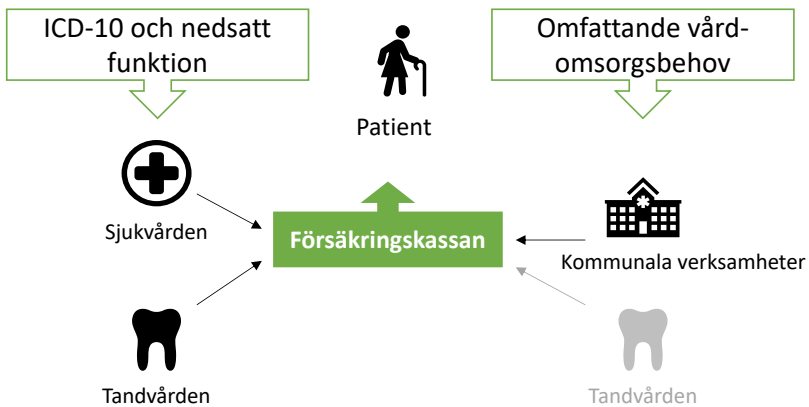 ICD-10 och nedsatt
funktion
Omfattande vård-
omsorgsbehov
Patient
Sjukvården
Försäkringskassan
Kommunala verksamheter
Tandvården
Tandvården